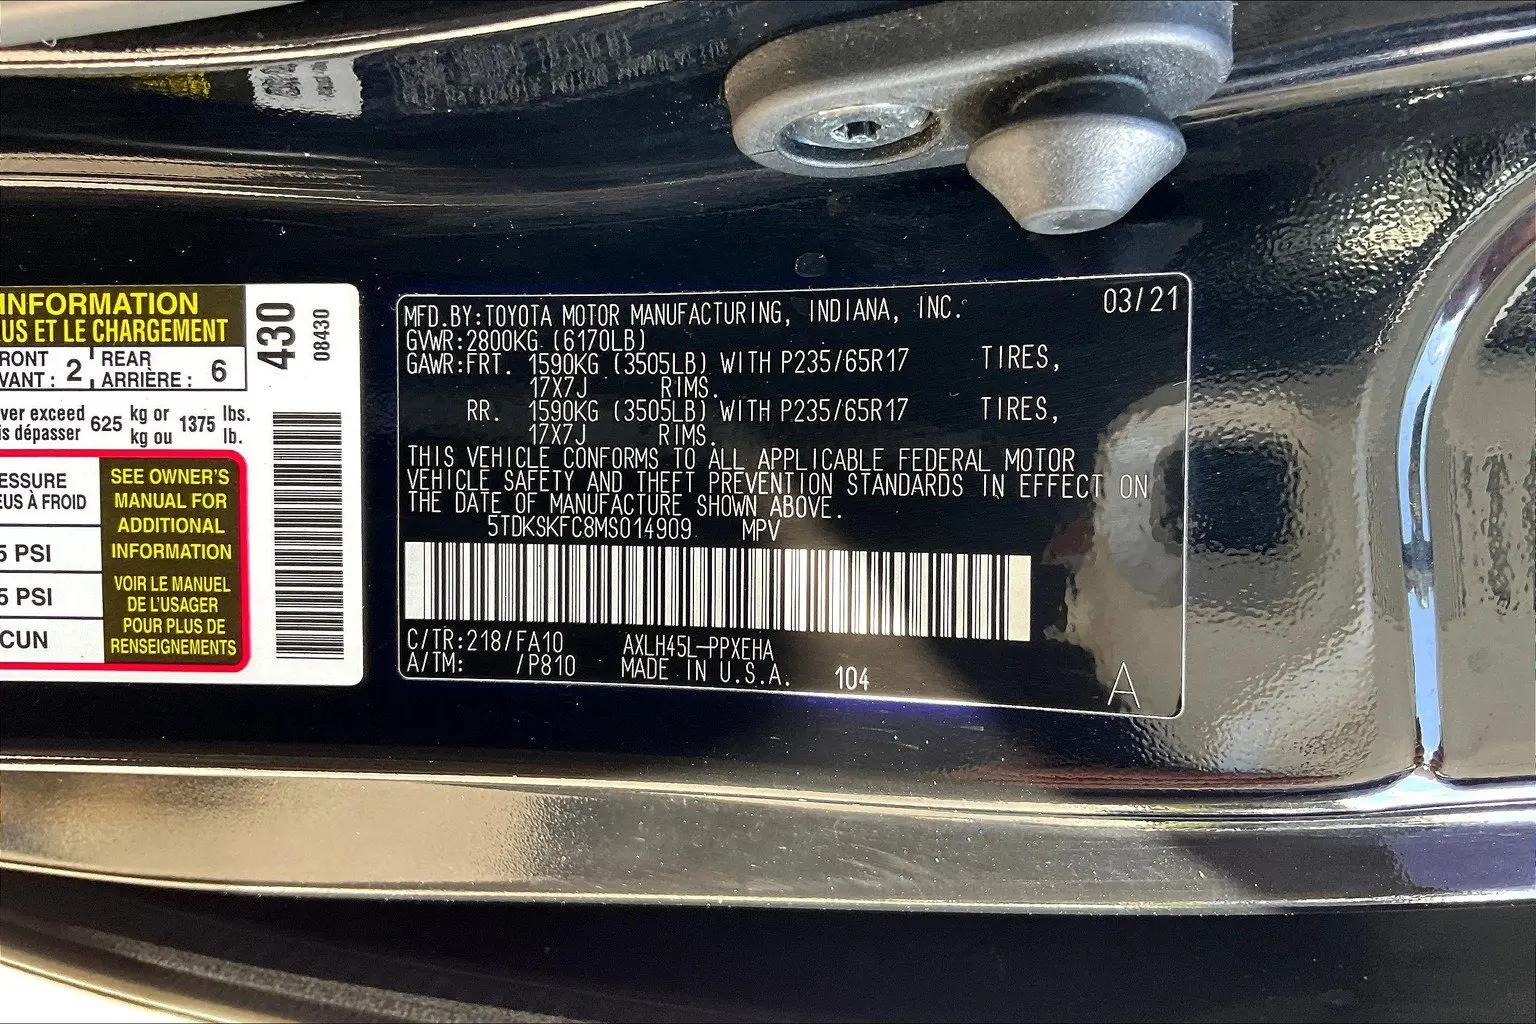 INFORMATION
US ET LE CHARGEMENT
RONT 2 REAR 6
VANT : ARRIÈRE :
ver exceed 625 kg or 1375 lbs.
is dépasser kg ou lb.
ESSURE
EUS À FROID
5 PSI
5 PSI
CUN
SEE OWNER'S
MANUAL FOR
ADDITIONAL
INFORMATION
VOIR LE MANUEL
DE L'USAGER
POUR PLUS DE
RENSEIGNEMENTS
430
08430
MFD.BY:TOYOTA MOTOR MANUFACTURING, INDIANA, INC. 03/21
GVWR:2800KG (6170LB)
GAWR:FRT. 1590KG (3505LB) WITH P235/65R17 TIRES,
17X7J RIMS.
RR. 1590KG (3505LB) WITH P235/65R17 TIRES,
17X7J RIMS.
THIS VEHICLE CONFORMS TO ALL APPLICABLE FEDERAL MOTOR
VEHICLE SAFETY AND THEFT PREVENTION STANDARDS IN EFFECT ON
THE DATE OF MANUFACTURE SHOWN ABOVE.
5TDKSKFC8MS014909 MPV
C/TR:218/FA10 AXLH45L-PPXEHA
A/TM: /P810 MADE IN U.S.A. 104 A